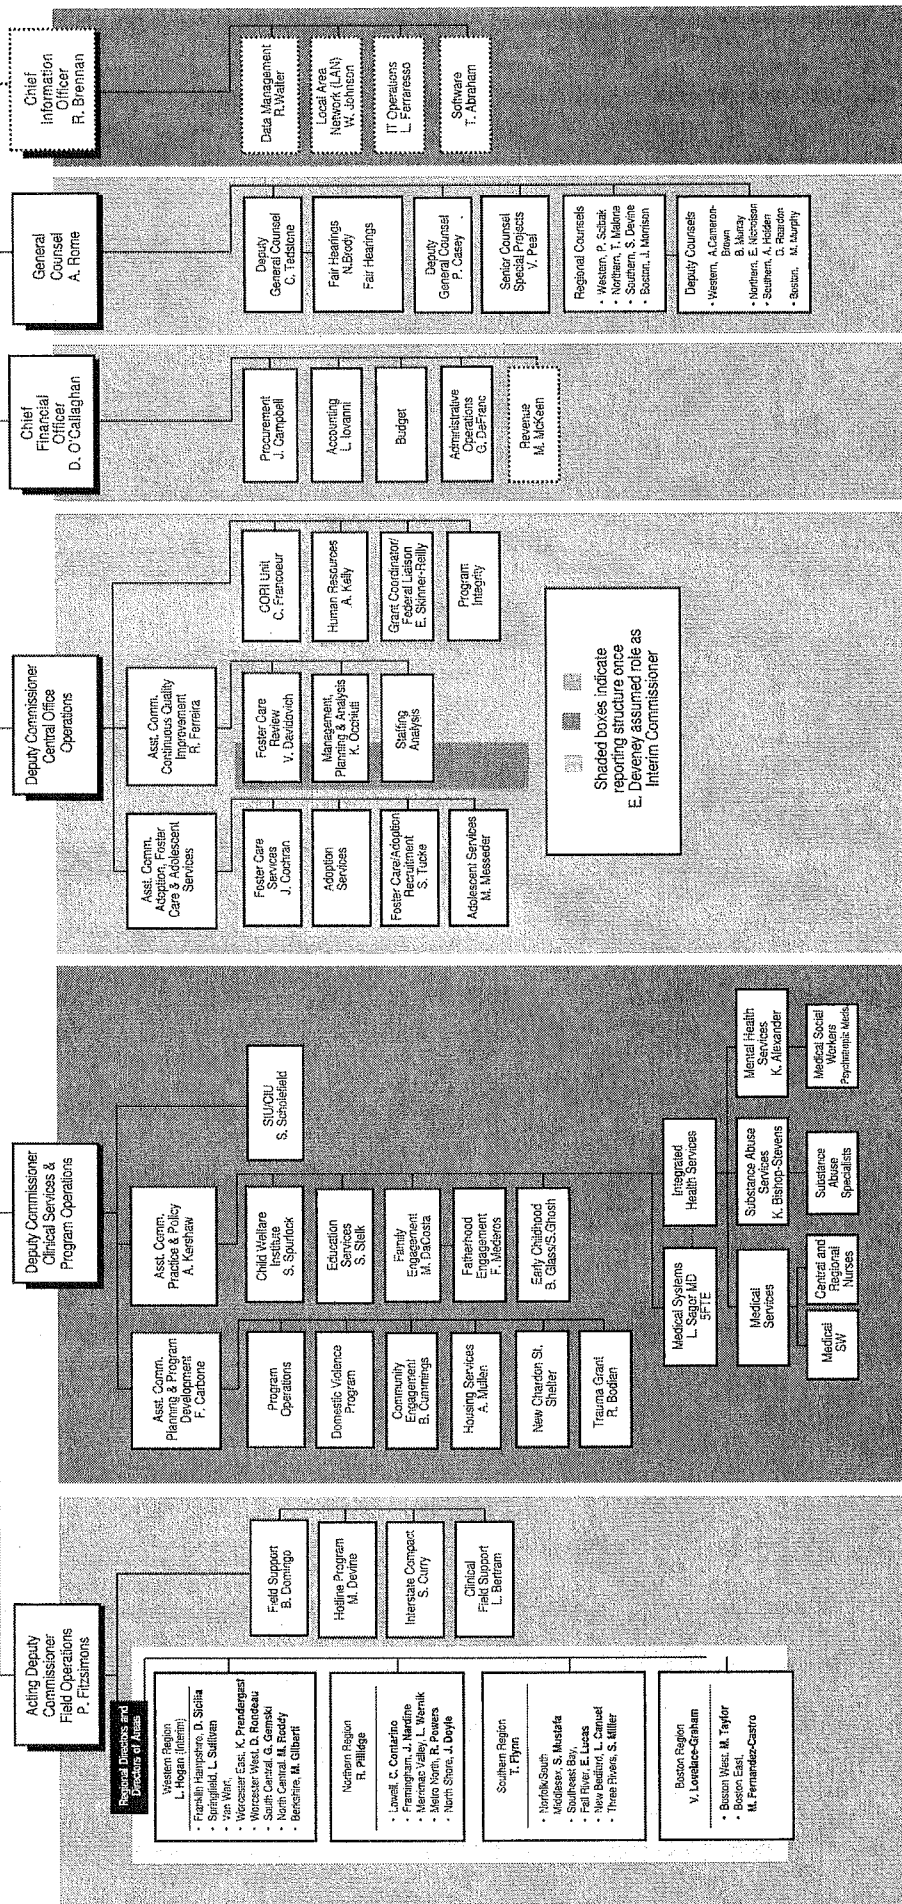 Acting Deputy
Commissioner
Field Operations
P. Fitzsimons
Regional Directors and
Directors of Areas
Western Region
L. Hogan (Interim)
• Franklin Hampshire, D. Sicilia
• Springfield, L. Sullivan
• Van Wart,
• Worcester East, K. Prendergast
• Worcester West, D. Rondeau
• South Central, G. Gemski
• North Central, M. Roddy
• Berkshire, M. Gilberti
Northern Region
R. Pillidge
• Lowell, C. Contarino
• Framingham, J. Nardine
• Merrimac Valley, L. Wernik
• Metro North, R. Powers
• North Shore, J. Doyle
Southern Region
T. Flynn
• Norfolk/South
Middlesex, S. Mustafa
• Southeast Bay,
• Fall River, E. Lucas
• New Bedford, L. Canuel
• Three Rivers, S. Miller
Boston Region
V. Lovelace-Graham
• Boston West, M. Taylor
• Boston East,
M. Fernandez-Castro
Field Support
B. Domingo
Hotline Program
M. Devine
Interstate Compact
S. Curry
Clinical
Field Support
L. Bertram
Deputy Commissioner
Clinical Services &
Program Operations
Asst. Comm.
Planning & Program
Development
F. Carbone
Program
Operations
Domestic Violence
Program
Community
Engagement
B. Cummings
Housing Services
A. Mullen
New Chardon St.
Shelter
Trauma Grant
R. Bodian
Asst. Comm.
Practice & Policy
A. Kershaw
Child Welfare
Institute
S. Spurlock
Education
Services
S. Stelk
Family
Engagement
M. DaCosta
Fatherhood
Engagement
F. Mederos
Early Childhood
B. Glass/S.Ghosh
SIU/CIU
S. Scholefield
Medical Systems
L. Sagor MD
5FTE
Integrated
Health Services
Medical
Services
Substance Abuse
Services
K. Bishop-Stevens
Mental Health
Services
K. Alexander
Medical
SW
Central and
Regional
Nurses
Substance
Abuse
Specialists
Medical Social
Workers
Psychotropic Meds
Deputy Commissioner
Central Office
Operations
Asst. Comm.
Adoption, Foster
Care & Adolescent
Services
Foster Care
Services
J. Cochran
Adoption
Services
Foster Care/Adoption
Recruitment
S. Tucke
Adolescent Services
M. Messeder
Asst. Comm.
Continuous Quality
Improvement
R. Ferreira
Foster Care
Review
V. Davidovich
Management,
Planning & Analysis
K. Occhiuti
Staffing
Analysis
CORI Unit
C. Francoeur
Human Resources
A. Kelly
Grant Coordinator/
Federal Liaison
E. Skinner-Reilly
Program
Integrity
Shaded boxes indicate
reporting structure once
E. Deveney assumed role as
Interim Commissioner
Chief
Financial
Officer
D. O'Callaghan
Procurement
J. Campbell
Accounting
L. Iovanni
Budget
Administrative
Operations
G. DeFranc
Revenue
M. McKeen
General
Counsel
A. Rome
Deputy
General Counsel
C. Tedstone
Fair Hearings
N.Brody
Fair Hearings
Deputy
General Counsel
P. Casey
Senior Counsel
Special Projects
V. Peel
Regional Counsels
• Western, P. Scibak
• Northern, T. Malone
• Southern, S. Devine
• Boston, J. Morrison
Deputy Counsels
• Western, A.Cameron-
Brown
B. Murray
• Northern, E. Nicholson
• Southern, A. Holden
D. Reardon
• Boston, M. Murphy
Chief
Information
Officer
R. Brennan
Data Management
R.Walter
Local Area
Network (LAN)
W. Johnson
IT Operations
L. Ferraresso
Software
T. Abraham